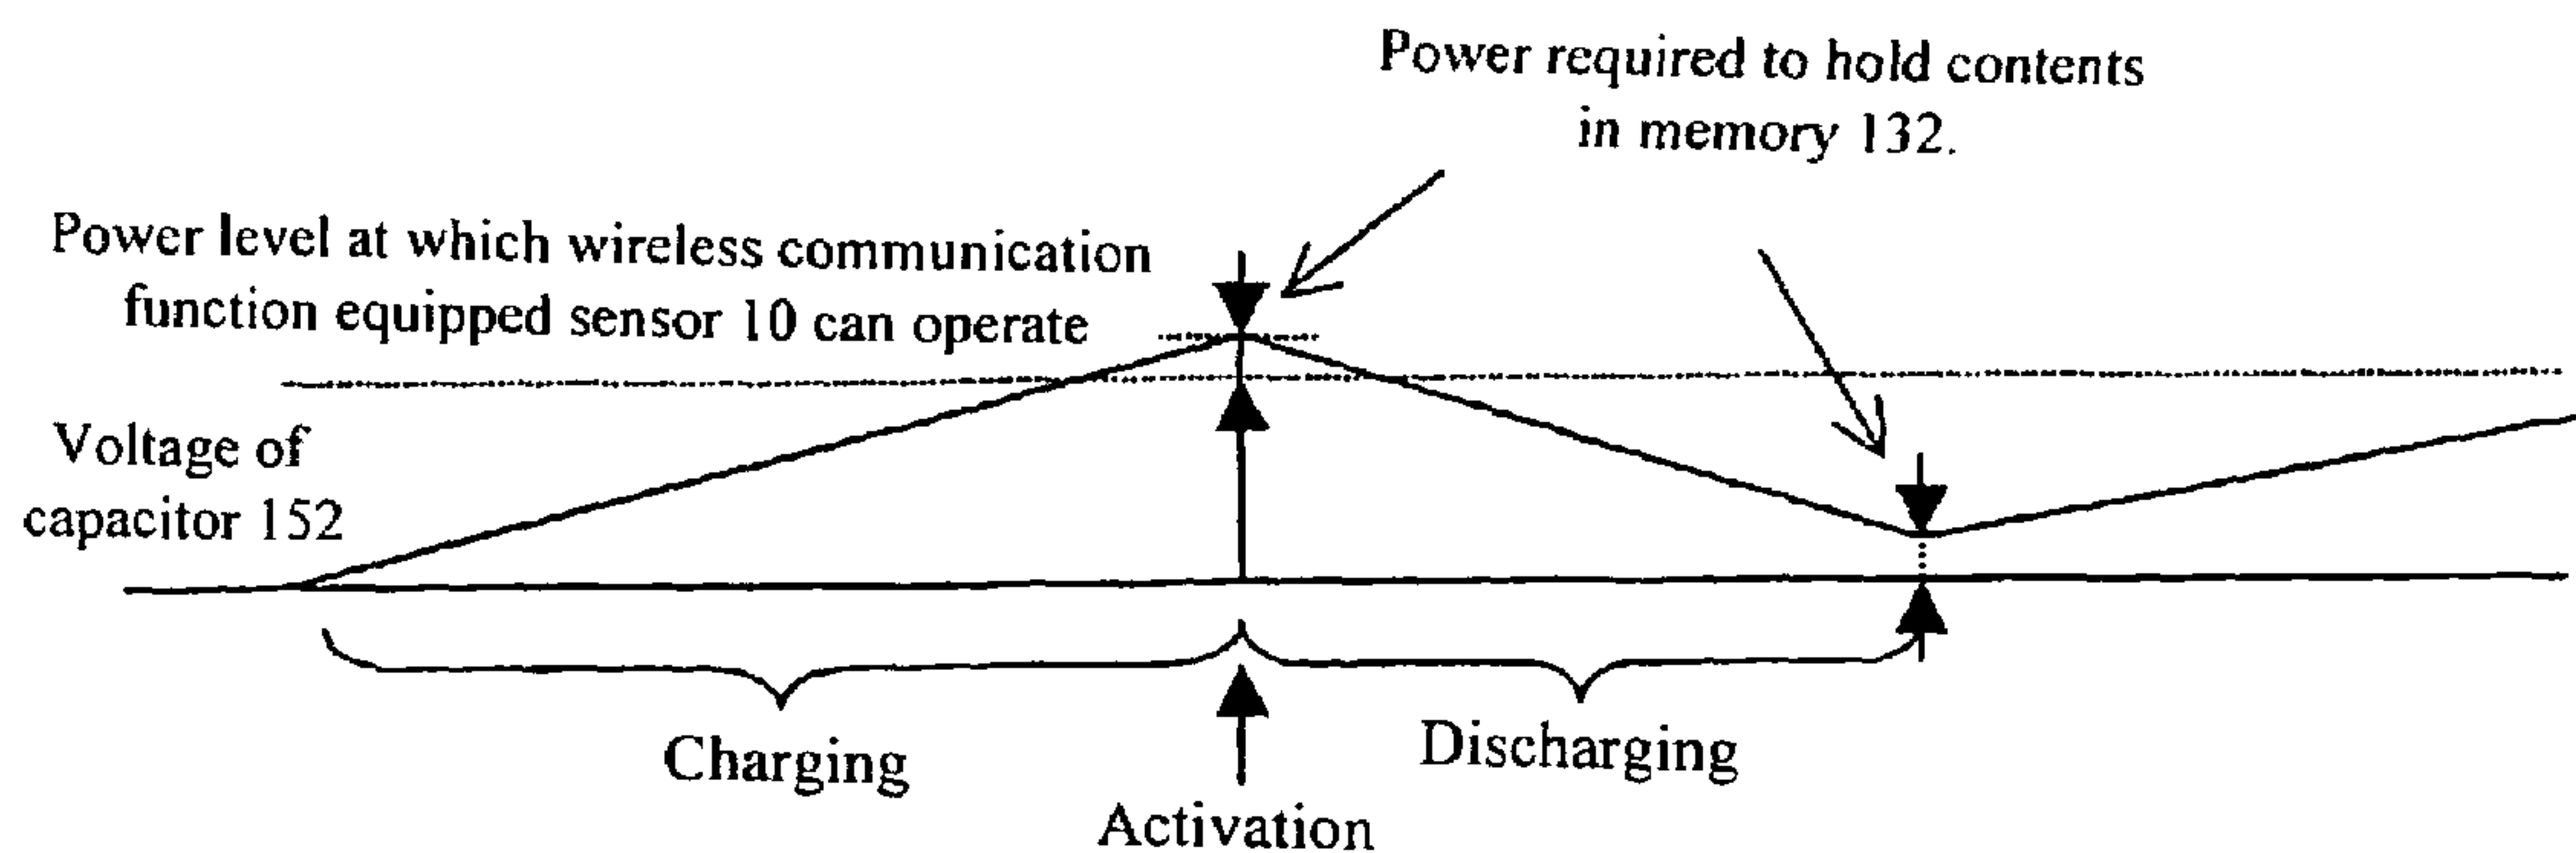 Power required to hold contents
in memory 132.
Power level at which wireless communication
function equipped sensor 10 can operate
Voltage of
capacitor 152
Charging
Discharging
Activation